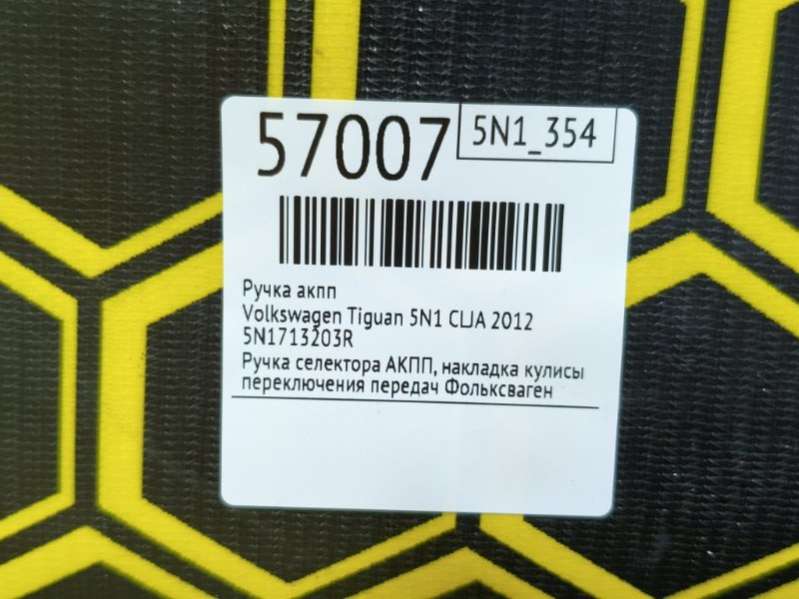 57007
5N1_354
Ручка акпп
Volkswagen Tiguan 5N1 CLJA 2012
5N1713203R
Ручка селектора АКПП, накладка кулисы
переключения передач Фольксваген